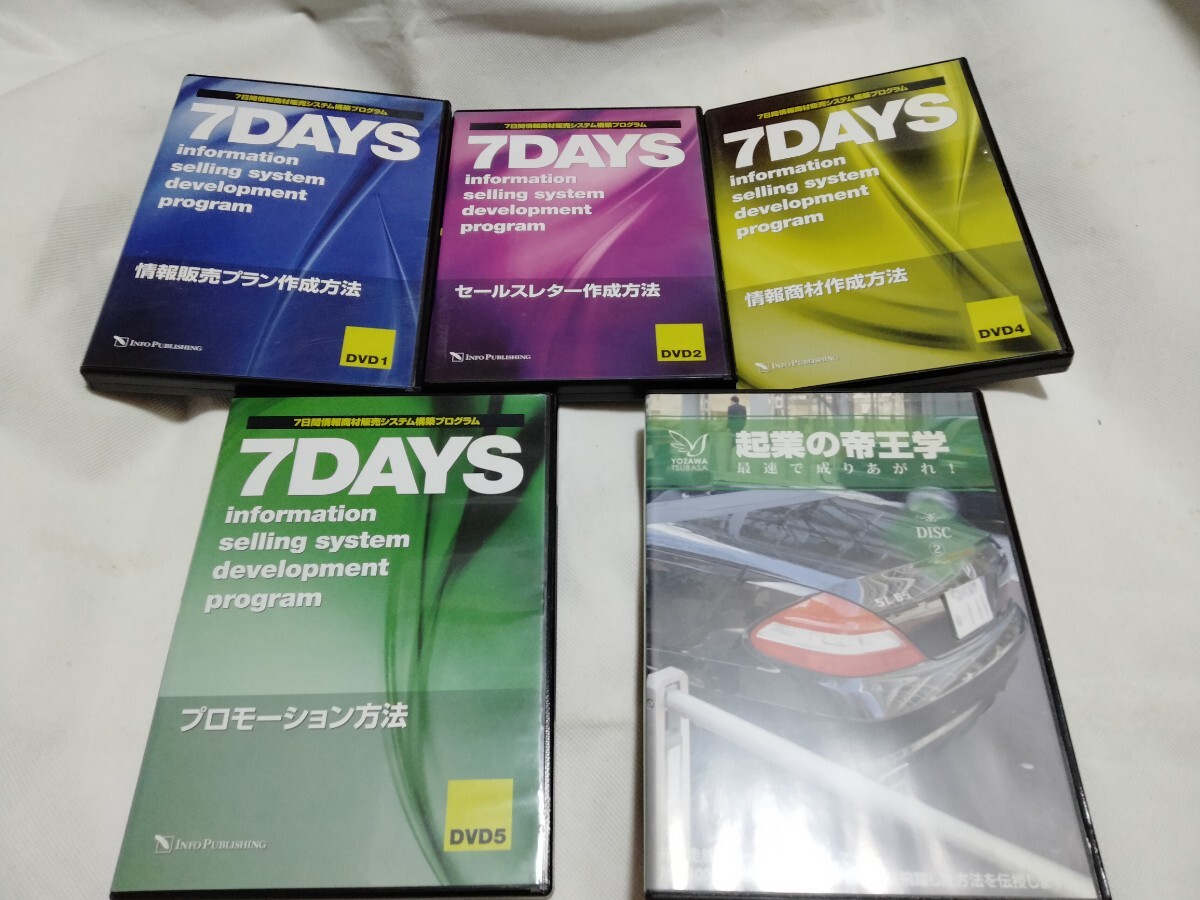 7日間情報商材販売システム構築プログラム
7DAYS
information
selling system
development
program
情報販売プラン作成方法
INFO PUBLISHING
DVD1
7日間情報商材販売システム構築プログラム
7DAYS
information
selling system
development
program
セールスレター作成方法
INFO PUBLISHING
DVD2
7日間情報商材販売システム構築プログラム
7DAYS
information
selling system
development
program
情報商材作成方法
INFO PUBLISHING
DVD4
7日間情報商材販売システム構築プログラム
7DAYS
information
selling system
development
program
プロモーション方法
INFO PUBLISHING
DVD5
YOZAWA
TSUBASA
起業の帝王学
最速で成りあがれ!
DISC
2
した方法を伝授しま